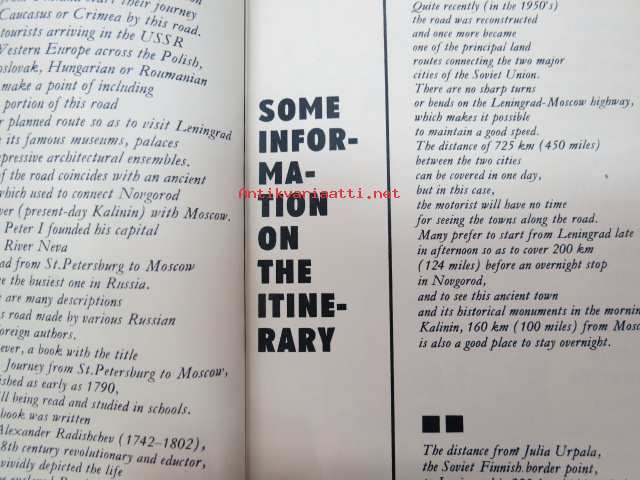 their journey
Caucasus or Crimea by this road.
tourists arriving in the USSR
Western Europe across the Polish,
Hungarian or Roumanian
make a point of including
portion of this road
planned route so as to visit Leningrad
its famous museums, palaces
architectural ensembles.
of the road coincides with an ancient
which used to connect Novgorod
(present-day Kalinin) with Moscow.
Peter I founded his capital
River Neva
from St.Petersburg to Moscow
the busiest one in Russia.
are many descriptions
road made by various Russian
foreign authors.
a book with the title
Journey from St.Petersburg to Moscow,
as early as 1790,
being read and studied in schools.
book was written
Alexander Radishchev (1742–1802),
century revolutionary and eductor,
vividly depicted the life
SOME
INFOR-
MA-
TION
ON
THE
ITINE-
RARY
Antikvariaatti.net
Quite recently (in the 1950's)
the road was reconstructed
and once more became
one of the principal land
routes connecting the two major
cities of the Soviet Union.
There are no sharp turns
or bends on the Leningrad-Moscow highway,
which makes it possible
to maintain a good speed.
The distance of 725 km (450 miles)
between the two cities
can be covered in one day,
but in this case,
the motorist will have no time
for seeing the towns along the road.
Many prefer to start from Leningrad late
in afternoon so as to cover 200 km
(124 miles) before an overnight stop
in Novgorod,
and to see this ancient town
and its historical monuments in the
Kalinin, 160 km (100 miles) from
is also a good place to stay overnight.
The distance from Julia Urpala,
the Soviet Finnish border point,